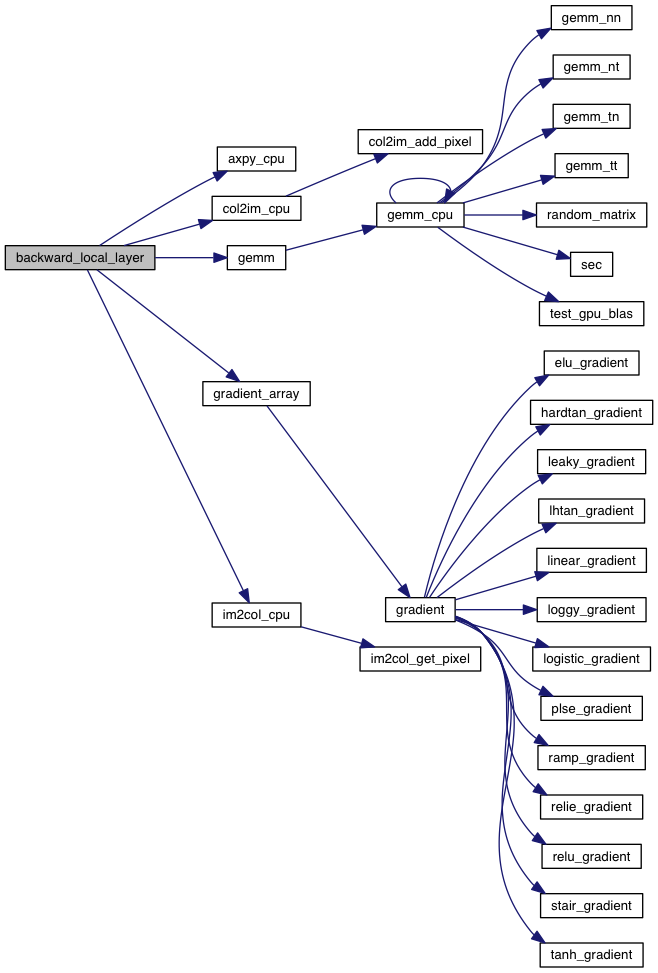 gemm_nn
gemm_nt
gemm_tn
col2im_add_pixel
axpy_cpu
gemm_tt
col2im_cpu
gemm_cpu
random_matrix
backward_local_layer
gemm
sec
test_gpu_blas
elu_gradient
gradient_array
hardtan_gradient
leaky_gradient
lhtan_gradient
linear_gradient
im2col_cpu
gradient
loggy_gradient
im2col_get_pixel
logistic_gradient
plse_gradient
ramp_gradient
relie_gradient
relu_gradient
stair_gradient
tanh_gradient